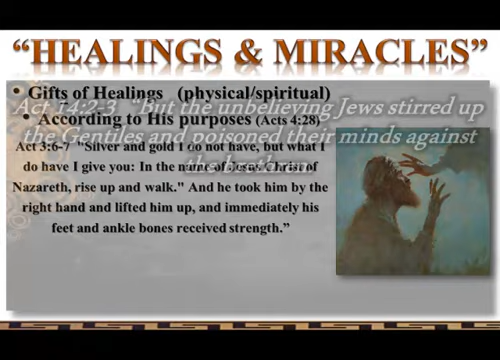 “HEALINGS & MIRACLES”
• Gifts of Healings (physical/spiritual)
Act 14:2-3 “But the unbelieving Jews stirred up
• According to His purposes (Acts 4:28)
the Gentiles and poisoned their minds against
the brethren
Act 3:6-7 "Silver and gold I do not have, but what I
do have I give you: In the name of Jesus Christ of
Nazareth, rise up and walk." And he took him by the
right hand and lifted him up, and immediately his
feet and ankle bones received strength.”